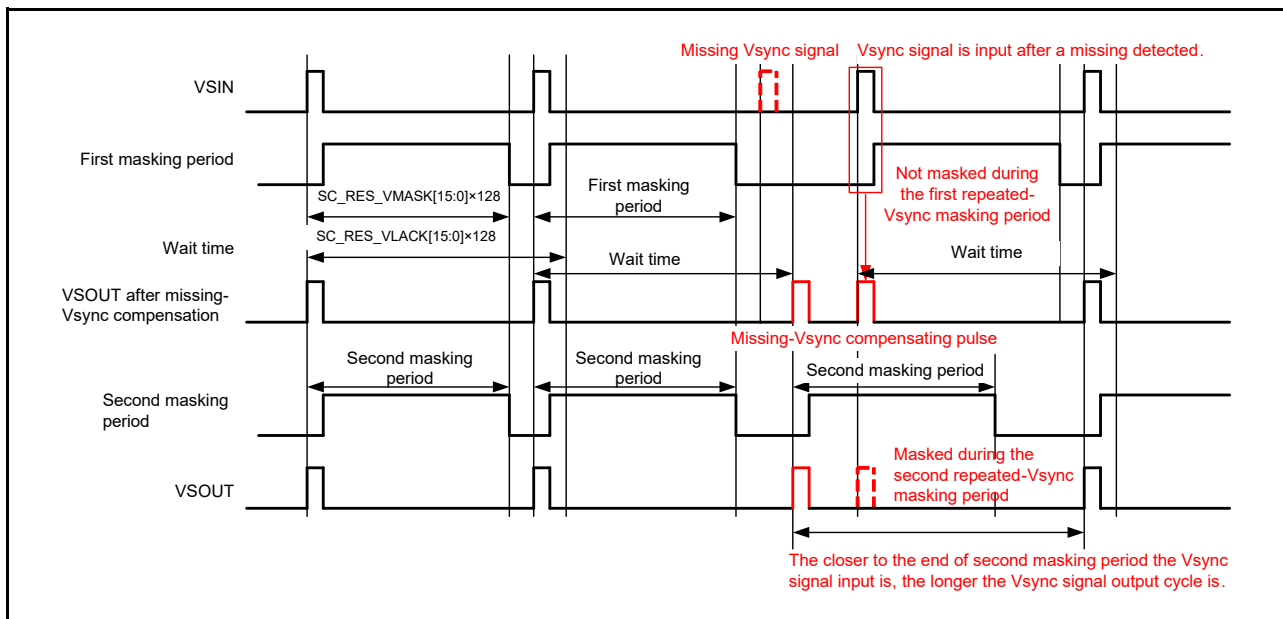 Missing Vsync signal
Vsync signal is input after a missing detected.
VSIN
First masking period
SC_RES_VMASK[15:0]×128
First masking
period
Not masked during
the first repeated-
Vsync masking period
SC_RES_VLACK[15:0]×128
Wait time
Wait time
Wait time
VSOUT after missing-
Vsync compensation
Missing-Vsync compensating pulse
Second masking
period
Second masking
period
Second masking period
Second masking
period
Masked during the
second repeated-Vsync
masking period
VSOUT
The closer to the end of second masking period the Vsync
signal input is, the longer the Vsync signal output cycle is.